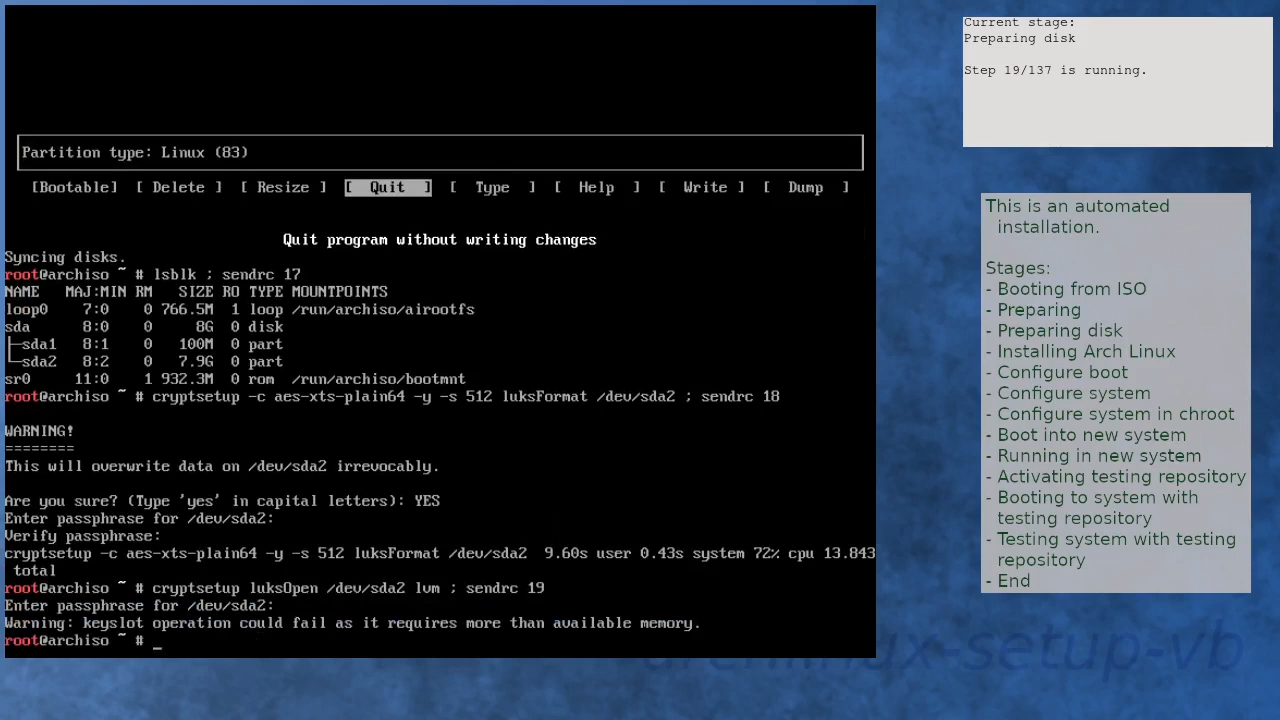 Partition type: Linux (83)
[Bootable] [ Delete ] [ Resize ] [ Quit ] [ Type ] [ Help ] [ Write ] [ Dump ]
Quit program without writing changes
Syncing disks.
root@archiso ~ # lsblk ; sendrc 17
NAME MAJ:MIN RM SIZE RO TYPE MOUNTPOINTS
loop0 7:0 0 766.5M 1 loop /run/archiso/airootfs
sda 8:0 0 8G 0 disk
├─sda1 8:1 0 100M 0 part
└─sda2 8:2 0 7.9G 0 part
sr0 11:0 1 932.3M 0 rom /run/archiso/bootmnt
root@archiso ~ # cryptsetup -c aes-xts-plain64 -y -s 512 luksFormat /dev/sda2 ; sendrc 18
WARNING!
========
This will overwrite data on /dev/sda2 irrevocably.
Are you sure? (Type 'yes' in capital letters): YES
Enter passphrase for /dev/sda2:
Verify passphrase:
cryptsetup -c aes-xts-plain64 -y -s 512 luksFormat /dev/sda2 9.60s user 0.43s system 72% cpu 13.843
total
root@archiso ~ # cryptsetup luksOpen /dev/sda2 lvm ; sendrc 19
Enter passphrase for /dev/sda2:
Warning: keyslot operation could fail as it requires more than available memory.
root@archiso ~ # _
Current stage:
Preparing disk
Step 19/137 is running.
This is an automated
installation.
Stages:
- Booting from ISO
- Preparing
- Preparing disk
- Installing Arch Linux
- Configure boot
- Configure system
- Configure system in chroot
- Boot into new system
- Running in new system
- Activating testing repository
- Booting to system with
testing repository
- Testing system with testing
repository
- End